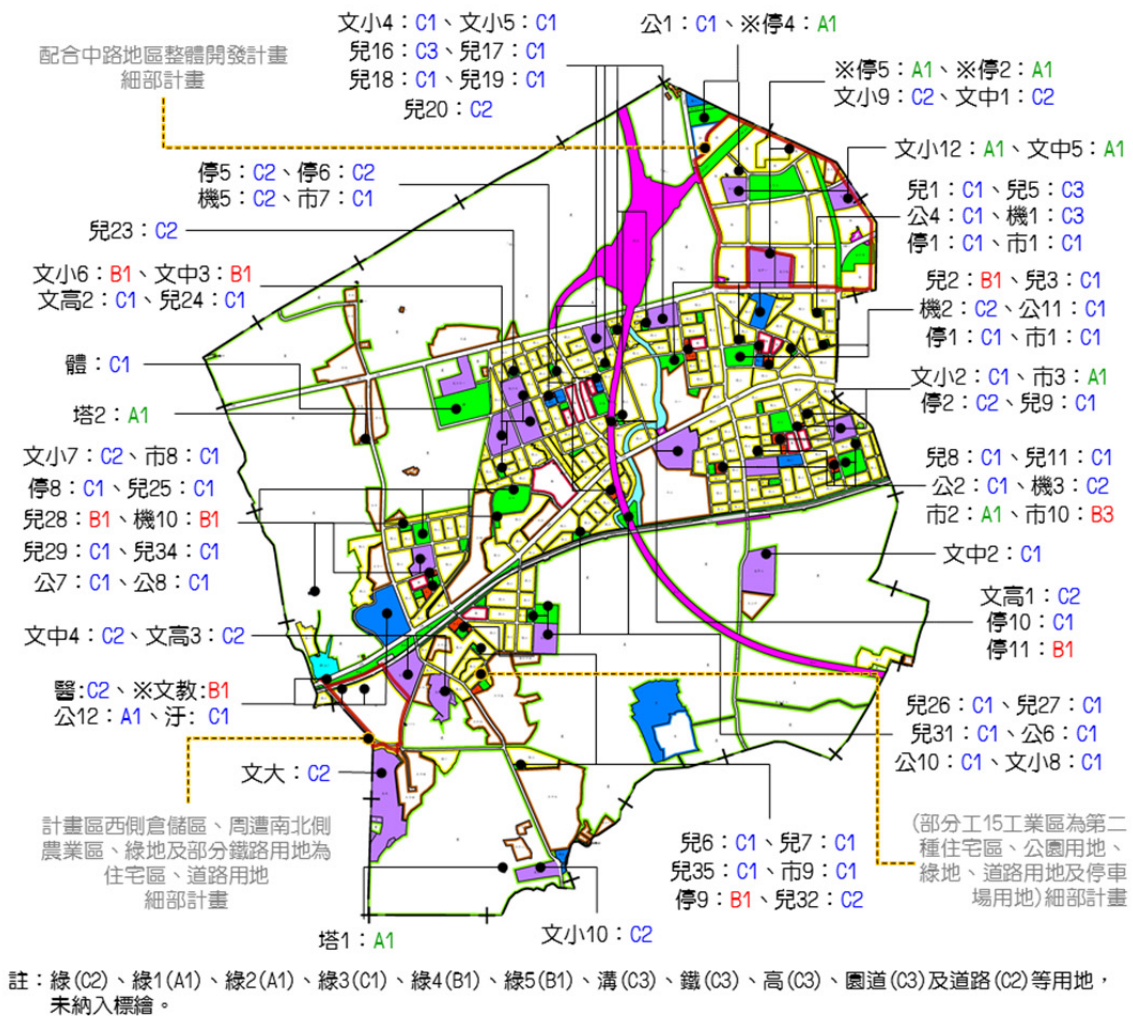 文小4：C1、文小5：C1
兒16：C3、兒17：C1
兒18：C1、兒19：C1
兒20：C2
公1：C1、※停4：A1
配合中路地區整體開發計畫
細部計畫
※停5：A1、※停2：A1
文小9：C2、文中1：C2
文小12：A1、文中5：A1
停5：C2、停6：C2
機5：C2、市7：C1
兒1：C1、兒5：C3
公4：C1、機1：C3
停1：C1、市1：C1
兒23：C2
文小6：B1、文中3：B1
文高2：C1、兒24：C1
兒2：B1、兒3：C1
機2：C2、公11：C1
停1：C1、市1：C1
體：C1
文小2：C1、市3：A1
停2：C2、兒9：C1
塔2：A1
文小7：C2、市8：C1
停8：C1、兒25：C1
兒28：B1、機10：B1
兒29：C1、兒34：C1
公7：C1、公8：C1
兒8：C1、兒11：C1
公2：C1、機3：C2
市2：A1、市10：B3
文中2：C1
文高1：C2
停10：C1
停11：B1
文中4：C2、文高3：C2
醫:C2、※文教:B1
公12：A1、汙: C1
兒26：C1、兒27：C1
兒31：C1、公6：C1
公10：C1、文小8：C1
文大：C2
計畫區西側倉儲區、周遭南北側
農業區、綠地及部分鐵路用地為
住宅區、道路用地
細部計畫
兒6：C1、兒7：C1
兒35：C1、市9：C1
停9：B1、兒32：C2
(部分工15工業區為第二
種住宅區、公園用地、
綠地、道路用地及停車
場用地)細部計畫
塔1：A1
文小10：C2
註：綠(C2)、綠1(A1)、綠2(A1)、綠3(C1)、綠4(B1)、綠5(B1)、溝(C3)、鐵(C3)、高(C3)、園道(C3)及道路(C2)等用地，
未納入標繪。